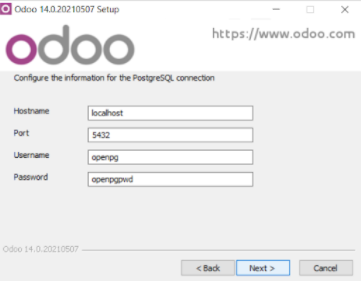 Odoo 14.0.20210507 Setup
odoo
https://www.odoo.com
Configure the information for the PostgreSQL connection
Hostname
localhost
Port
5432
Username
openpg
Password
openpgpwd
Odoo 14.0.20210507
< Back
Next >
Cancel